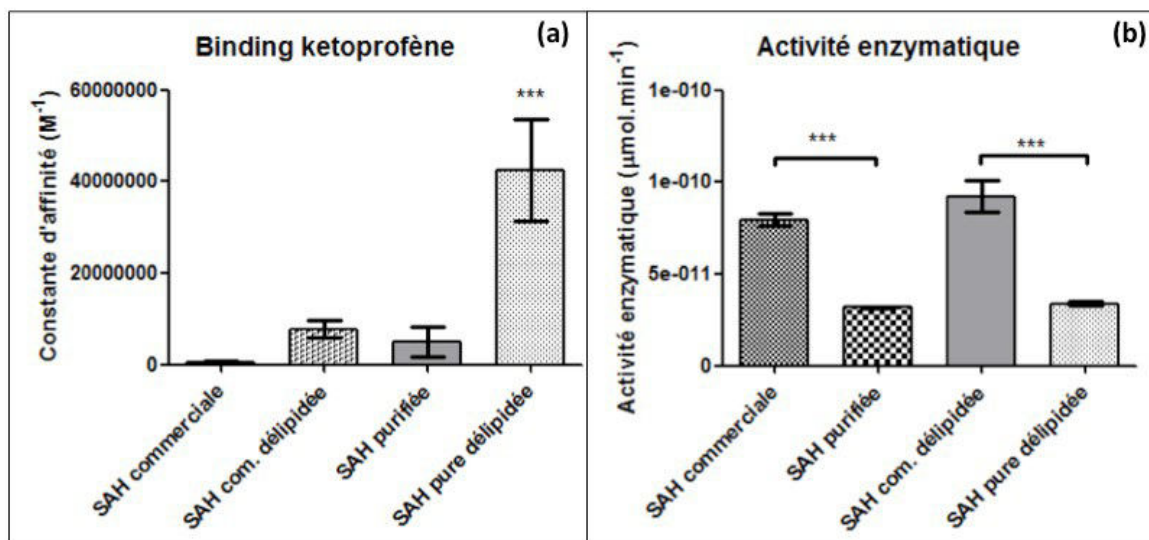 Binding ketoprofène
(a)
Constante d'affinité (M-1)
60000000
40000000
20000000
0
***
SAH commerciale
SAH com. délipidée
SAH purifiée
SAH pure délipidée
Activité enzymatique
(b)
Activité enzymatique (µmol.min-1)
1e-010
1e-010
5e-011
0
***
***
SAH commerciale
SAH purifiée
SAH com. délipidée
SAH pure délipidée